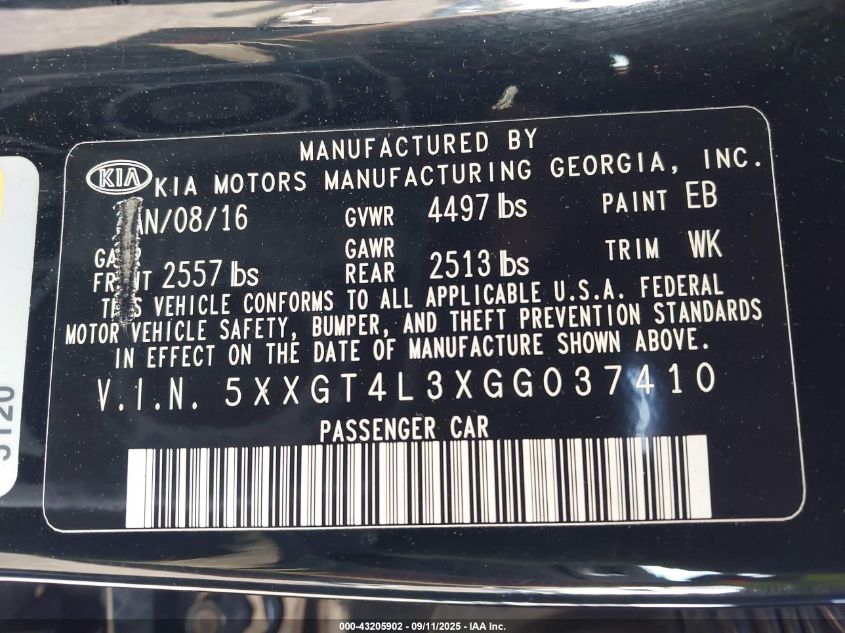 MANUFACTURED BY
KIA KIA MOTORS MANUFACTURING GEORGIA, INC.
/08/16 GVWR 4497 lbs PAINT EB
GAWR GAWR TRIM WK
2557 lbs REAR 2513 lbs
VEHICLE CONFORMS TO ALL APPLICABLE U.S.A. FEDERAL
MOTOR VEHICLE SAFETY, BUMPER, AND THEFT PREVENTION STANDARDS
IN EFFECT ON THE DATE OF MANUFACTURE SHOWN ABOVE.
V.I.N. 5XXGT4L3XGG037410
PASSENGER CAR
000-43205902 - 09/11/2025 - IAA Inc.